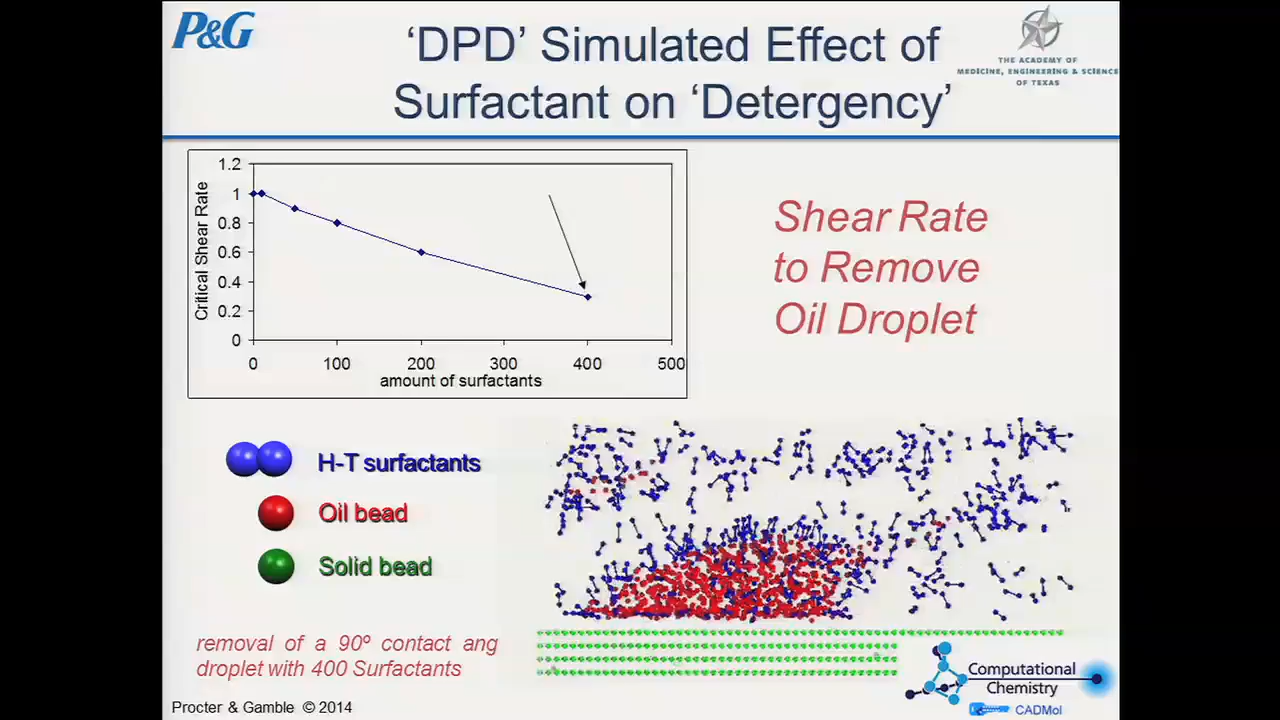 P&G
‘DPD’ Simulated Effect of
Surfactant on ‘Detergency’
THE ACADEMY OF
MEDICINE, ENGINEERING & SCIENCE
OF TEXAS
1.2
1
0.8
0.6
0.4
0.2
0
Critical Shear Rate
0 100 200 300 400 500
amount of surfactants
Shear Rate
to Remove
Oil Droplet
H-T surfactants
Oil bead
Solid bead
removal of a 90º contact ang
droplet with 400 Surfactants
Computational
Chemistry
CADMol
Procter & Gamble © 2014